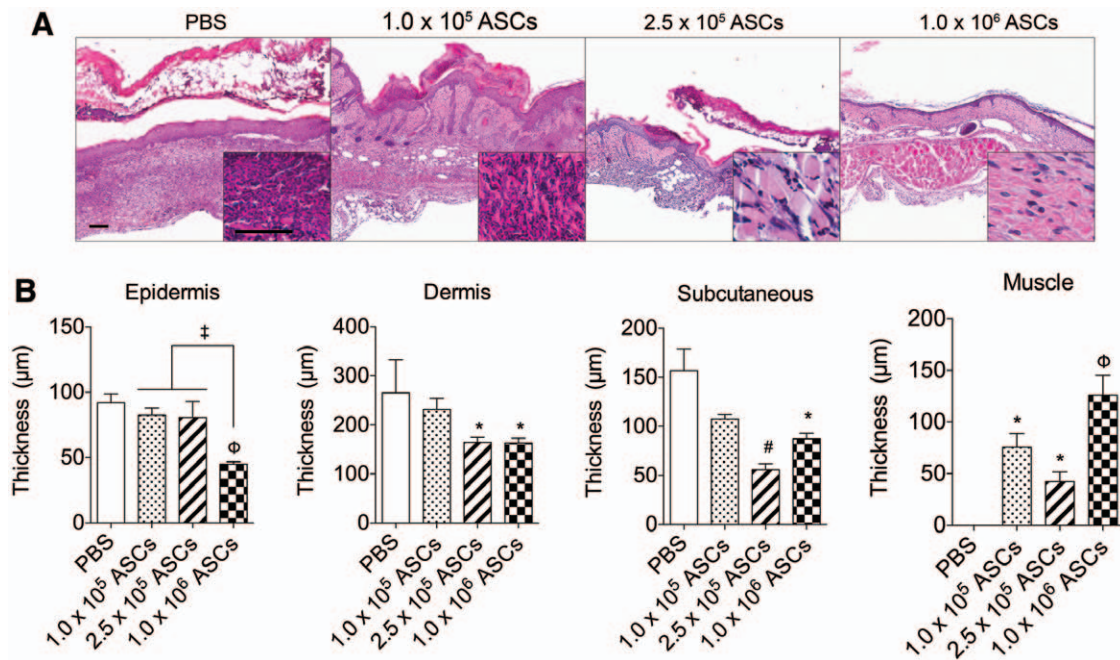 A
PBS
1.0 x 10⁵ ASCs
2.5 x 10⁵ ASCs
1.0 x 10⁶ ASCs
B
Epidermis
Thickness (µm)
150
100
50
0
‡
Φ
PBS
1.0 x 10⁵ ASCs
2.5 x 10⁵ ASCs
1.0 x 10⁶ ASCs
Dermis
Thickness (µm)
400
300
200
100
0
*
*
PBS
1.0 x 10⁵ ASCs
2.5 x 10⁵ ASCs
1.0 x 10⁶ ASCs
Subcutaneous
Thickness (µm)
200
150
100
50
0
#
*
PBS
1.0 x 10⁵ ASCs
2.5 x 10⁵ ASCs
1.0 x 10⁶ ASCs
Muscle
Thickness (µm)
200
150
100
50
0
*
*
Φ
PBS
1.0 x 10⁵ ASCs
2.5 x 10⁵ ASCs
1.0 x 10⁶ ASCs